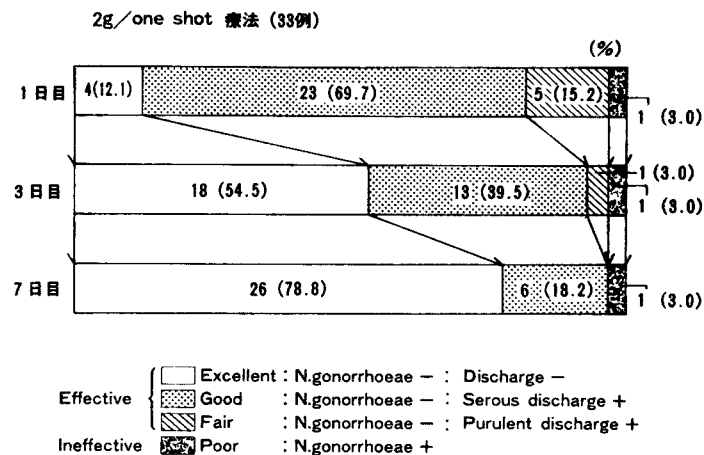 2g/one shot 療法 (33例)
(%)
1日目 4(12.1) 23 (69.7) 5 (15.2) 1 (3.0)
3日目 18 (54.5) 13 (39.5) 1(3.0) 1 (3.0)
7日目 26 (78.8) 6 (18.2) 1 (3.0)
Effective
Excellent : N.gonorrhoeae − : Discharge −
Good : N.gonorrhoeae − : Serous discharge +
Fair : N.gonorrhoeae − : Purulent discharge +
Ineffective Poor : N.gonorrhoeae +